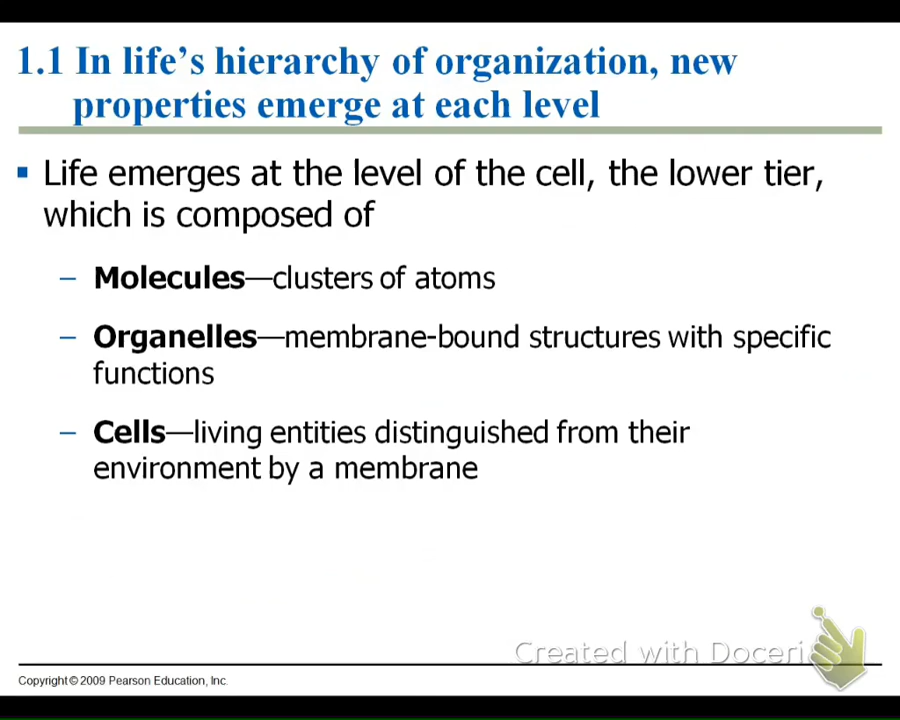 1.1 In life’s hierarchy of organization, new
properties emerge at each level
Life emerges at the level of the cell, the lower tier,
which is composed of
– Molecules—clusters of atoms
– Organelles—membrane-bound structures with specific
functions
– Cells—living entities distinguished from their
environment by a membrane
Created with Doceri
Copyright © 2009 Pearson Education, Inc.